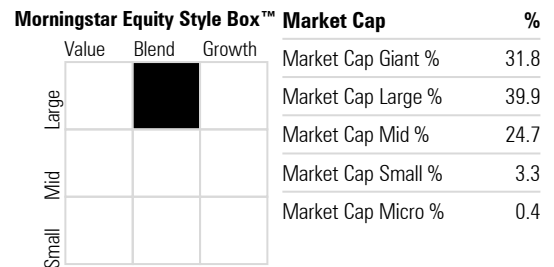 Morningstar Equity Style Box™
Value Blend Growth
Large
Mid
Small
Market Cap %
Market Cap Giant % 31.8
Market Cap Large % 39.9
Market Cap Mid % 24.7
Market Cap Small % 3.3
Market Cap Micro % 0.4